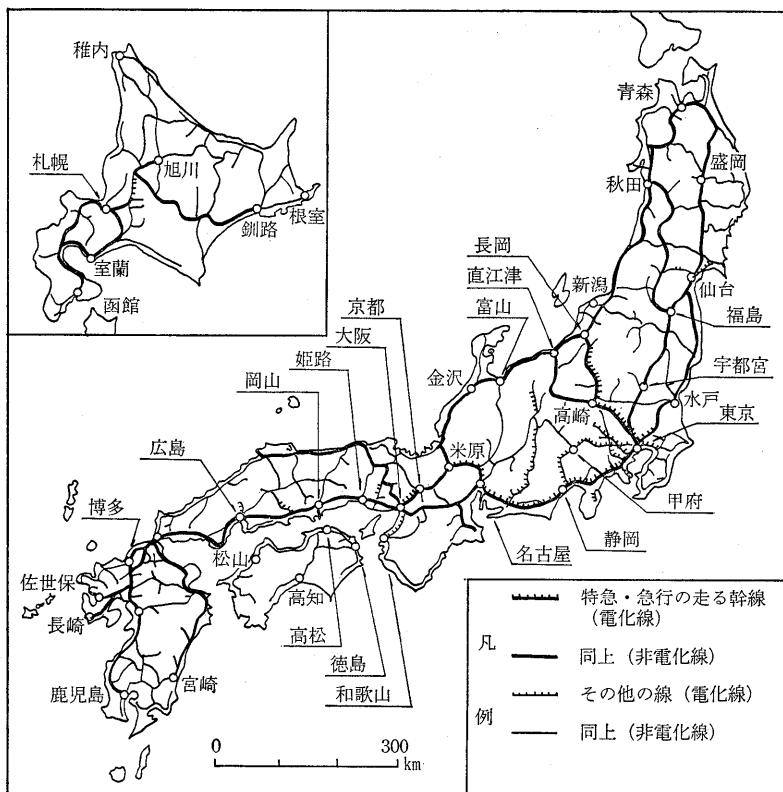 稚内
札幌
旭川
根室
釧路
室蘭
函館
青森
盛岡
秋田
長岡
新潟
仙台
直江津
京都
富山
福島
大阪
姫路
宇都宮
岡山
金沢
高崎
水戸
広島
米原
東京
博多
甲府
静岡
名古屋
松山
佐世保
高知
長崎
高松
徳島
宮崎
和歌山
鹿児島
0 300
km
凡例
特急・急行の走る幹線
(電化線)
同上(非電化線)
その他の線(電化線)
同上(非電化線)